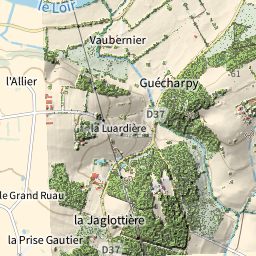 le Loir
Vaubernier
l'Allier
Guécharpy
61
D37
la Luardière
le Grand Ruau
la Jaglottière
la Prise Gautier
D37